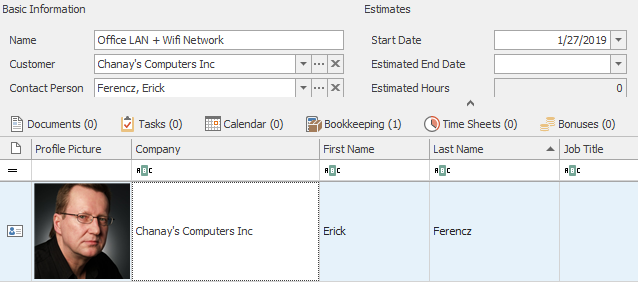 Basic Information Estimates
Name Office LAN + Wifi Network Start Date 1/27/2019
Customer Chanay's Computers Inc Estimated End Date
Contact Person Ferencz, Erick Estimated Hours 0
Documents (0) Tasks (0) Calendar (0) Bookkeeping (1) Time Sheets (0) Bonuses (0)
Profile Picture Company First Name Last Name Job Title
ABC ABC ABC ABC
Chanay's Computers Inc Erick Ferencz